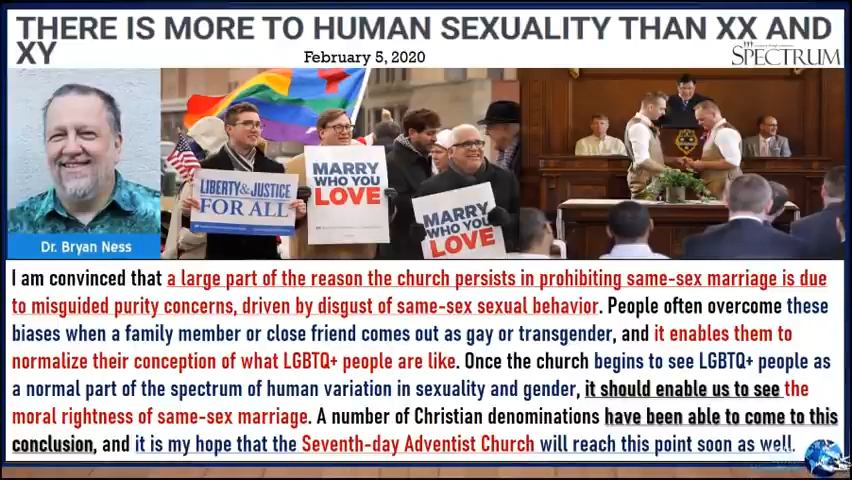 THERE IS MORE TO HUMAN SEXUALITY THAN XX AND
XY
February 5, 2020
SPECTRUM
LIBERTY & JUSTICE
FOR ALL
MARRY
WHO YOU
LOVE
MARRY
WHO YOU
LOVE
Dr. Bryan Ness
I am convinced that a large part of the reason the church persists in prohibiting same-sex marriage is due
to misguided purity concerns, driven by disgust of same-sex sexual behavior. People often overcome these
biases when a family member or close friend comes out as gay or transgender, and it enables them to
normalize their conception of what LGBTQ+ people are like. Once the church begins to see LGBTQ+ people as
a normal part of the spectrum of human variation in sexuality and gender, it should enable us to see the
moral rightness of same-sex marriage. A number of Christian denominations have been able to come to this
conclusion, and it is my hope that the Seventh-day Adventist Church will reach this point soon as well.